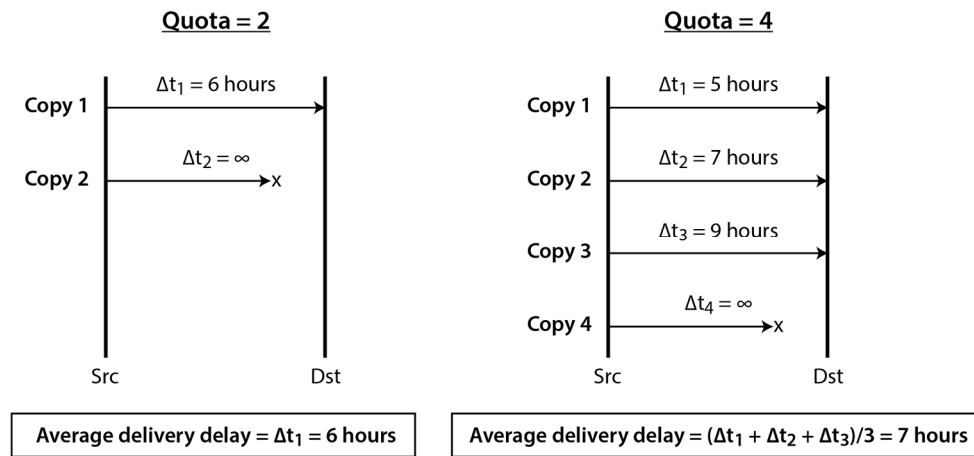 Quota = 2
Copy 1
Δt₁ = 6 hours
Copy 2
Δt₂ = ∞
x
Src
Dst
Average delivery delay = Δt₁ = 6 hours
Quota = 4
Copy 1
Δt₁ = 5 hours
Copy 2
Δt₂ = 7 hours
Copy 3
Δt₃ = 9 hours
Copy 4
Δt₄ = ∞
x
Src
Dst
Average delivery delay = (Δt₁ + Δt₂ + Δt₃)/3 = 7 hours